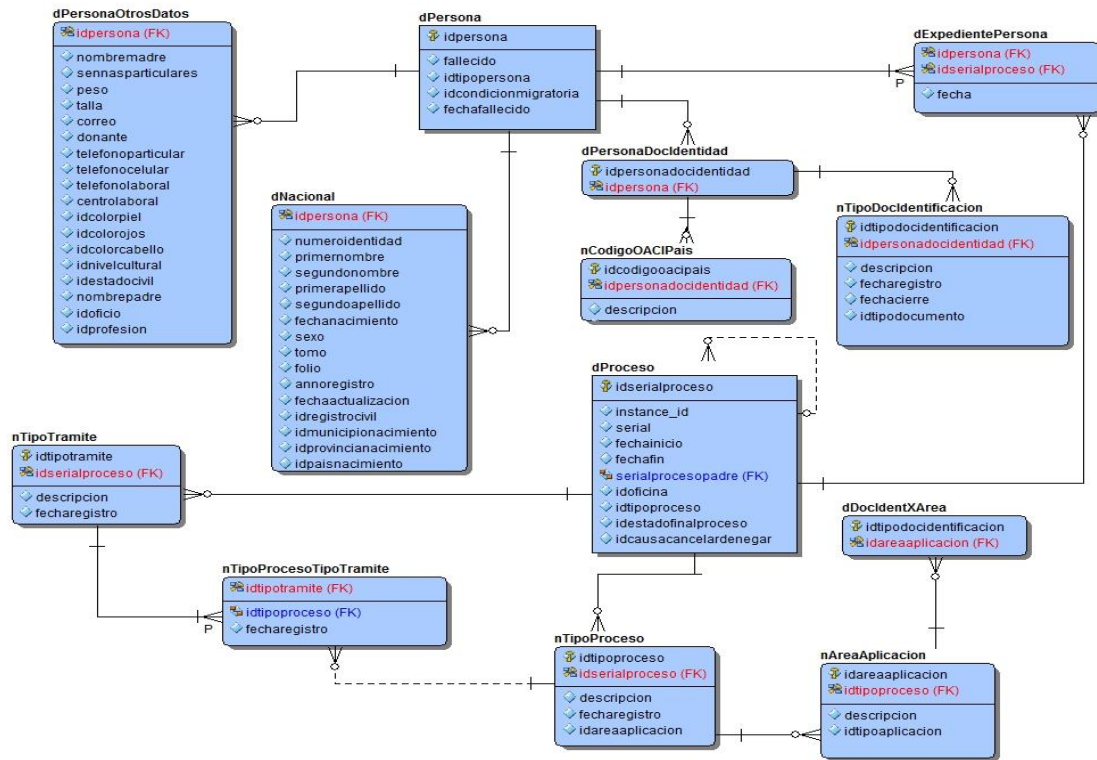 dPersonaOtrosDatos
idpersona (FK)
nombremadre
sennasparticulares
peso
talla
correo
donante
telefonoparticular
telefonocelular
telefonolaboral
centrolaboral
idcolorpiel
idcolorojos
idcolorcabello
idnivelcultural
idestadocivil
nombrepadre
idoficio
idprofesion
dPersona
idpersona
fallecido
idtipopersona
idcondicionmigratoria
fechafallecido
dExpedientePersona
idpersona (FK)
idserialproceso (FK)
fecha
P
dPersonaDocIdentidad
idpersonadocidentidad
idpersona (FK)
dNacional
idpersona (FK)
numeroidentidad
primernombre
segundonombre
primerapellido
segundoapellido
fechanacimiento
sexo
tomo
folio
annoregistro
fechaactualizacion
idregistrocivil
idmunicipionacimiento
idprovincianacimiento
idpaisnacimiento
nCodigoOACIPais
idcodigooacipais
idpersonadocidentidad (FK)
descripcion
nTipoDocIdentificacion
idtipodocidentificacion
idpersonadocidentidad (FK)
descripcion
fecharegistro
fechacierre
idtipodocumento
dProceso
idserialproceso
instance_id
serial
fechainicio
fechafin
serialprocesopadre (FK)
idoficina
idtipoproceso
idestadofinalproceso
idcausacancelardenegar
nTipoTramite
idtipotramite
idserialproceso (FK)
descripcion
fecharegistro
dDocIdentXArea
idtipodocidentificacion
idareaaplicacion (FK)
nTipoProcesoTipoTramite
idtipotramite (FK)
idtipoproceso (FK)
fecharegistro
P
nTipoProceso
idtipoproceso
idserialproceso (FK)
descripcion
fecharegistro
idareaaplicacion
nAreaAplicacion
idareaaplicacion
idtipoproceso (FK)
descripcion
idtipoaplicacion